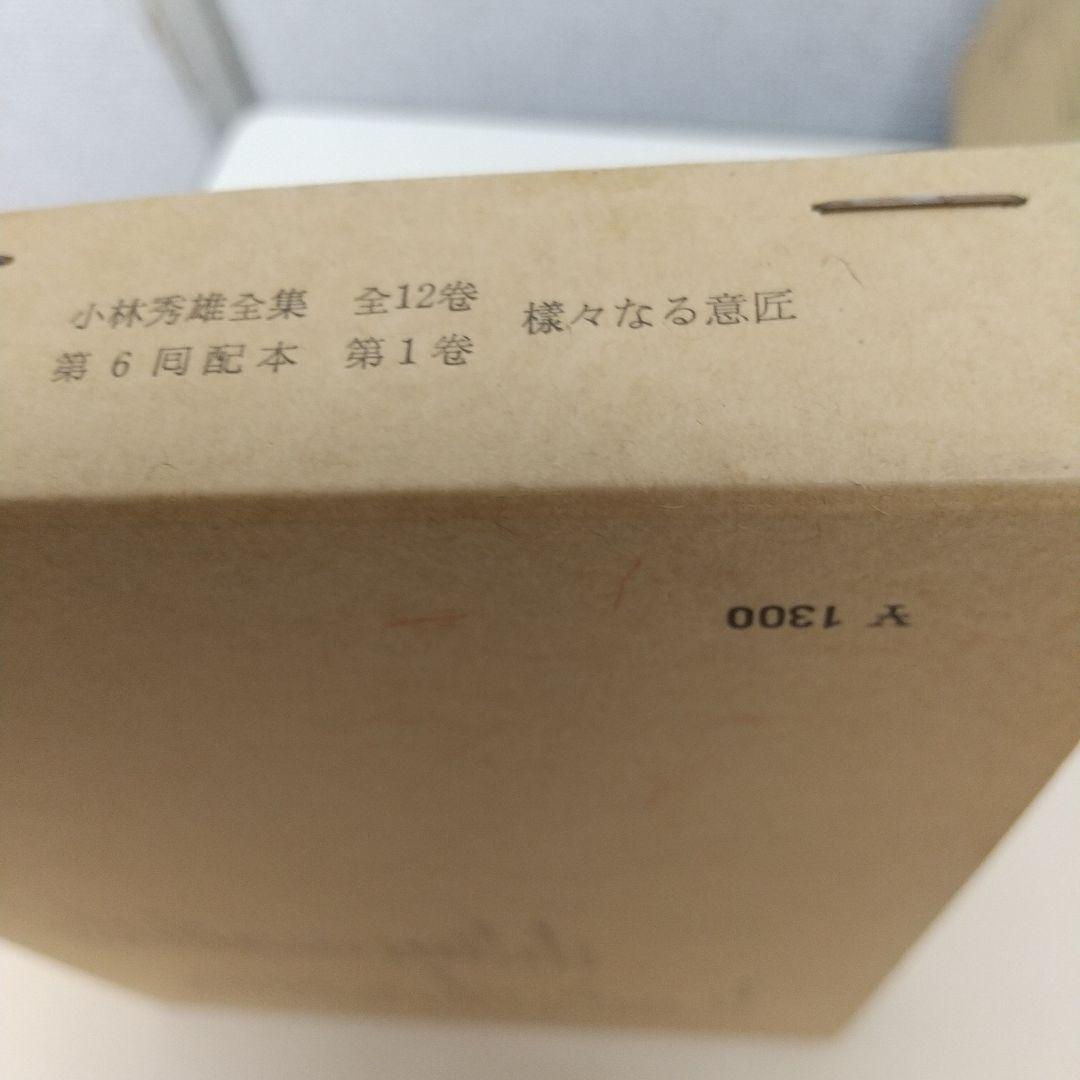 小林秀雄全集　全12巻
第６回配本　第１巻
樣々なる意匠
¥ 1300